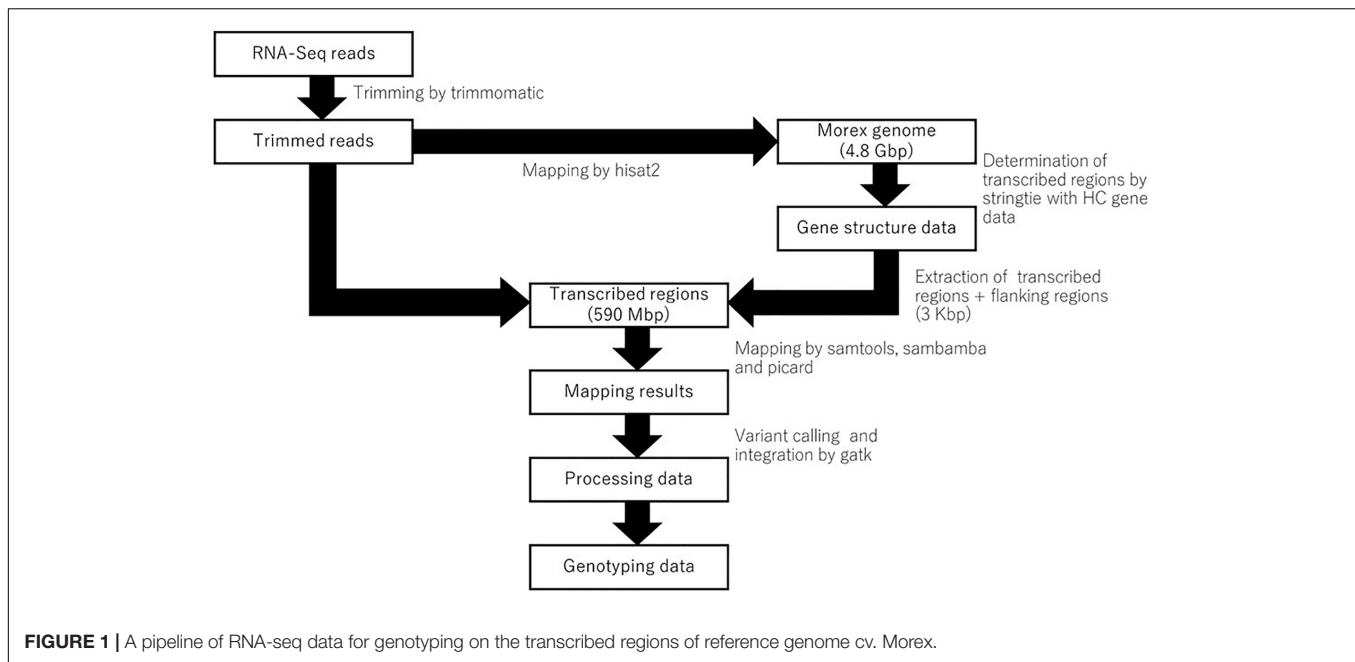 RNA-Seq reads
Trimming by trimmomatic
Trimmed reads
Mapping by hisat2
Morex genome
(4.8 Gbp)
Determination of
transcribed regions by
stringtie with HC gene
data
Gene structure data
Extraction of transcribed
regions + flanking regions
(3 Kbp)
Transcribed regions
(590 Mbp)
Mapping by samtools, sambamba
and picard
Mapping results
Variant calling and
integration by gatk
Processing data
Genotyping data
FIGURE 1 | A pipeline of RNA-seq data for genotyping on the transcribed regions of reference genome cv. Morex.